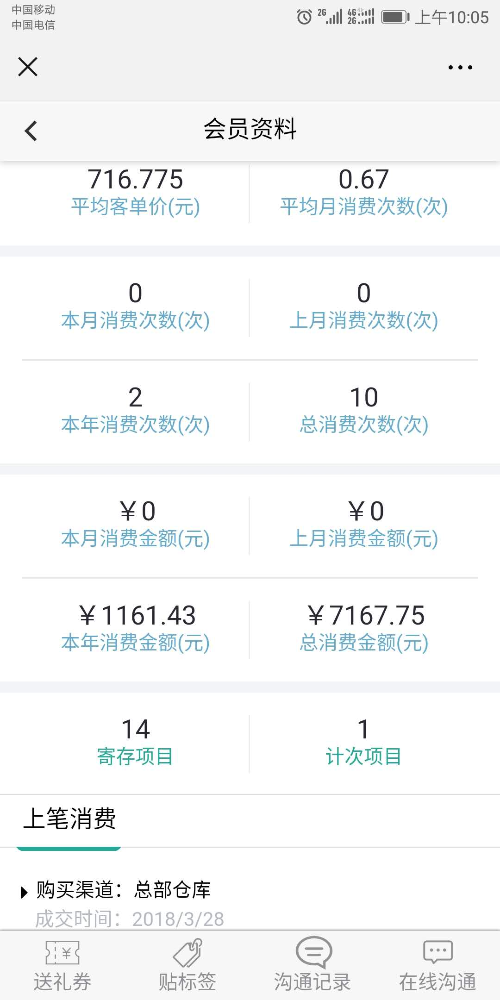 中国移动
中国电信
2G 4G 2G 上午10:05
会员资料
716.775 0.67
平均客单价(元) 平均月消费次数(次)
0 0
本月消费次数(次) 上月消费次数(次)
2 10
本年消费次数(次) 总消费次数(次)
￥0 ￥0
本月消费金额(元) 上月消费金额(元)
￥1161.43 ￥7167.75
本年消费金额(元) 总消费金额(元)
14 1
寄存项目 计次项目
上笔消费
购买渠道：总部仓库
成交时间：2018/3/28
送礼券 贴标签 沟通记录 在线沟通